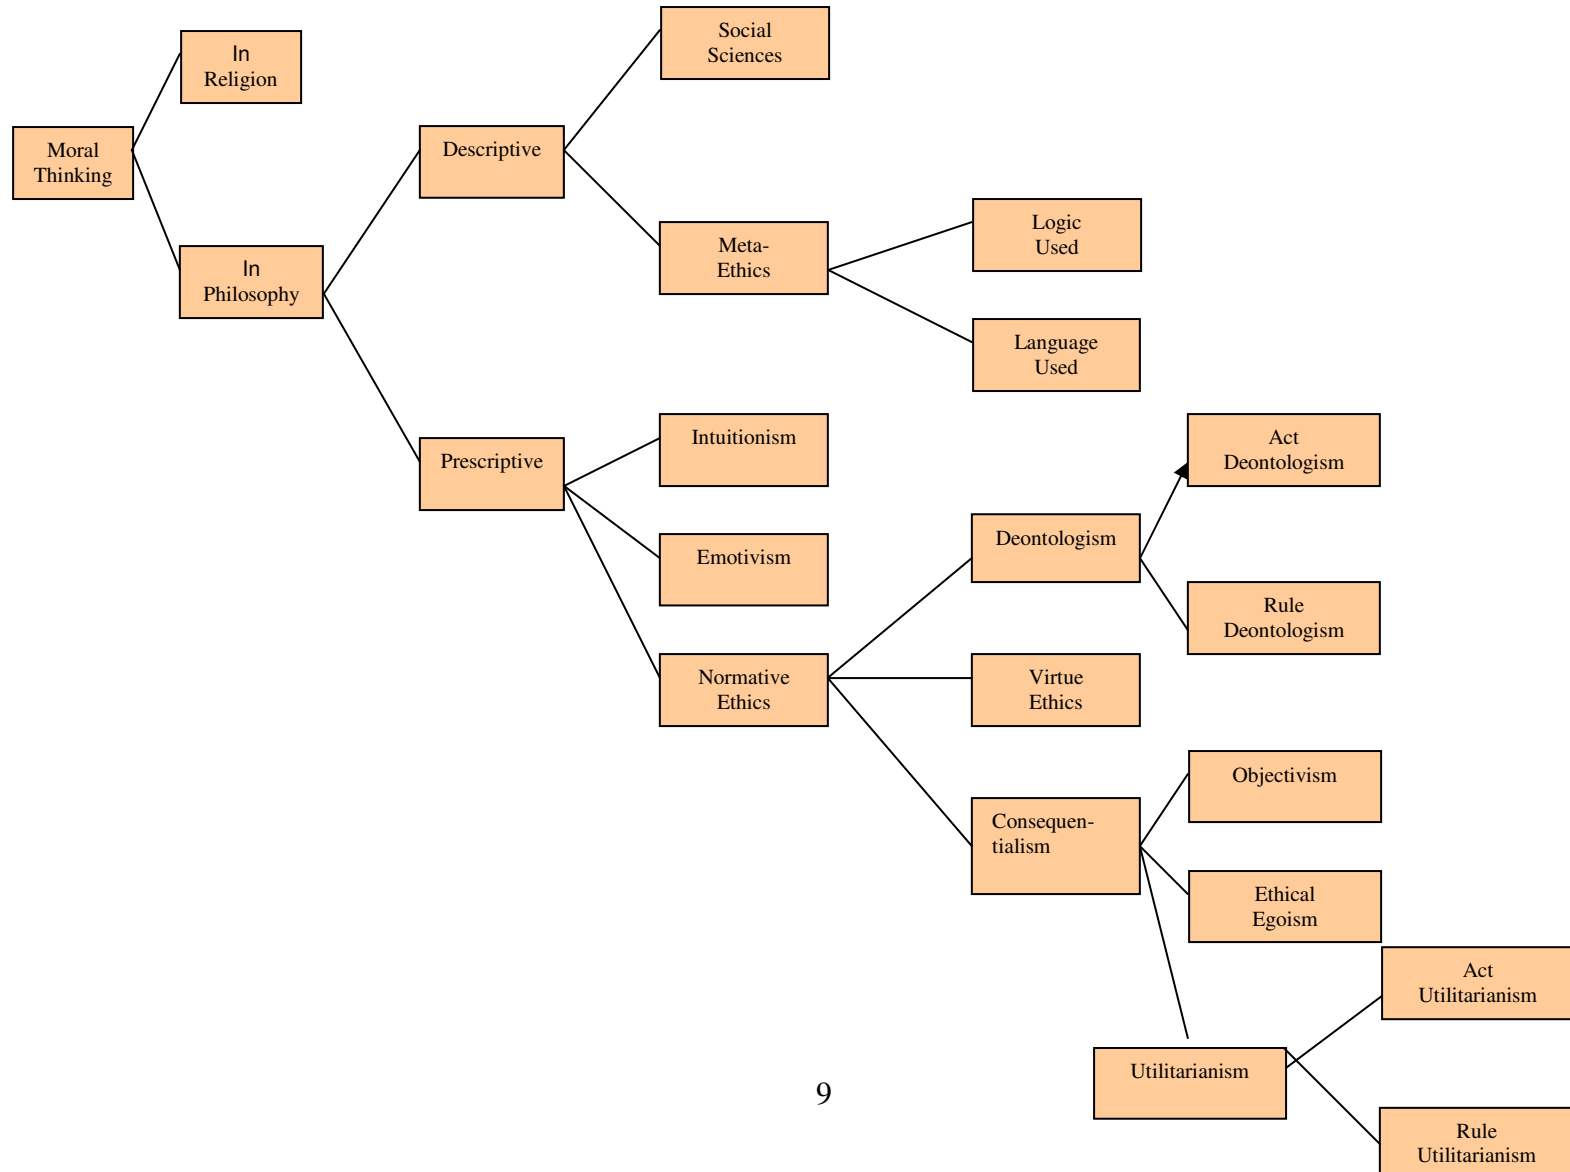 Social
Sciences
In
Religion
Moral
Thinking
Descriptive
Logic
Used
Meta-
Ethics
In
Philosophy
Language
Used
Intuitionism
Act
Deontologism
Prescriptive
Deontologism
Emotivism
Rule
Deontologism
Normative
Ethics
Virtue
Ethics
Objectivism
Consequen-
tialism
Ethical
Egoism
Act
Utilitarianism
Utilitarianism
9
Rule
Utilitarianism